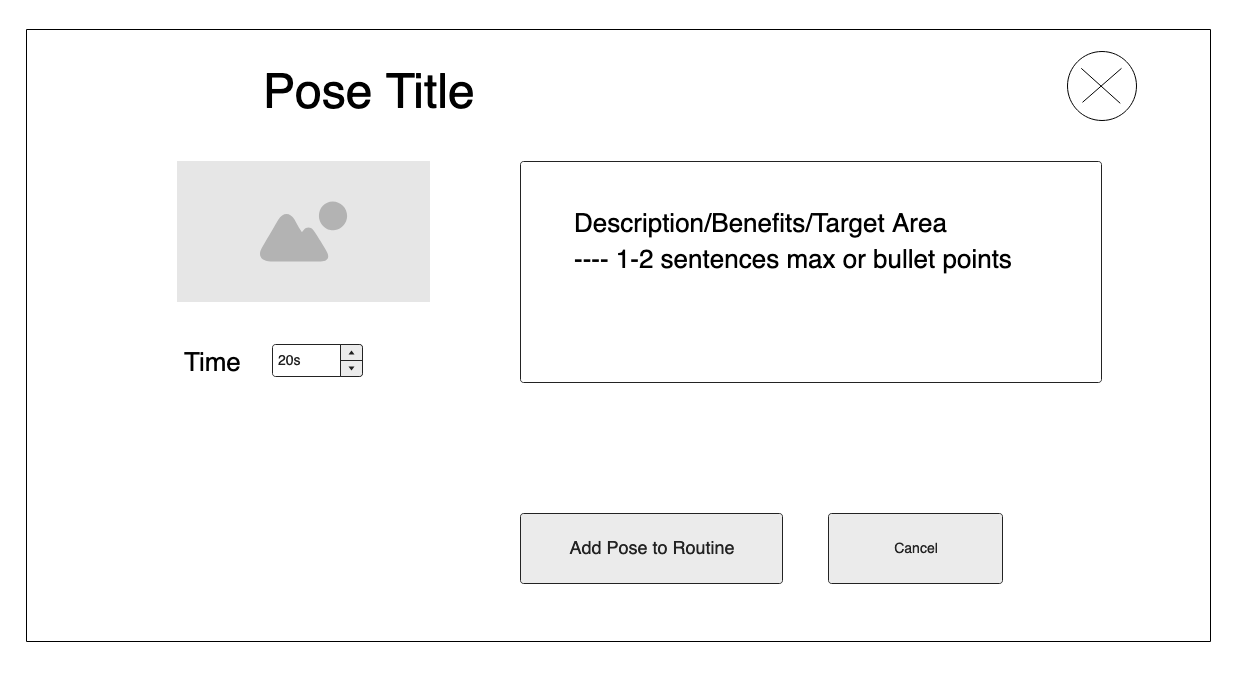 Pose Title
Description/Benefits/Target Area
---- 1-2 sentences max or bullet points
Time
20s
Add Pose to Routine
Cancel